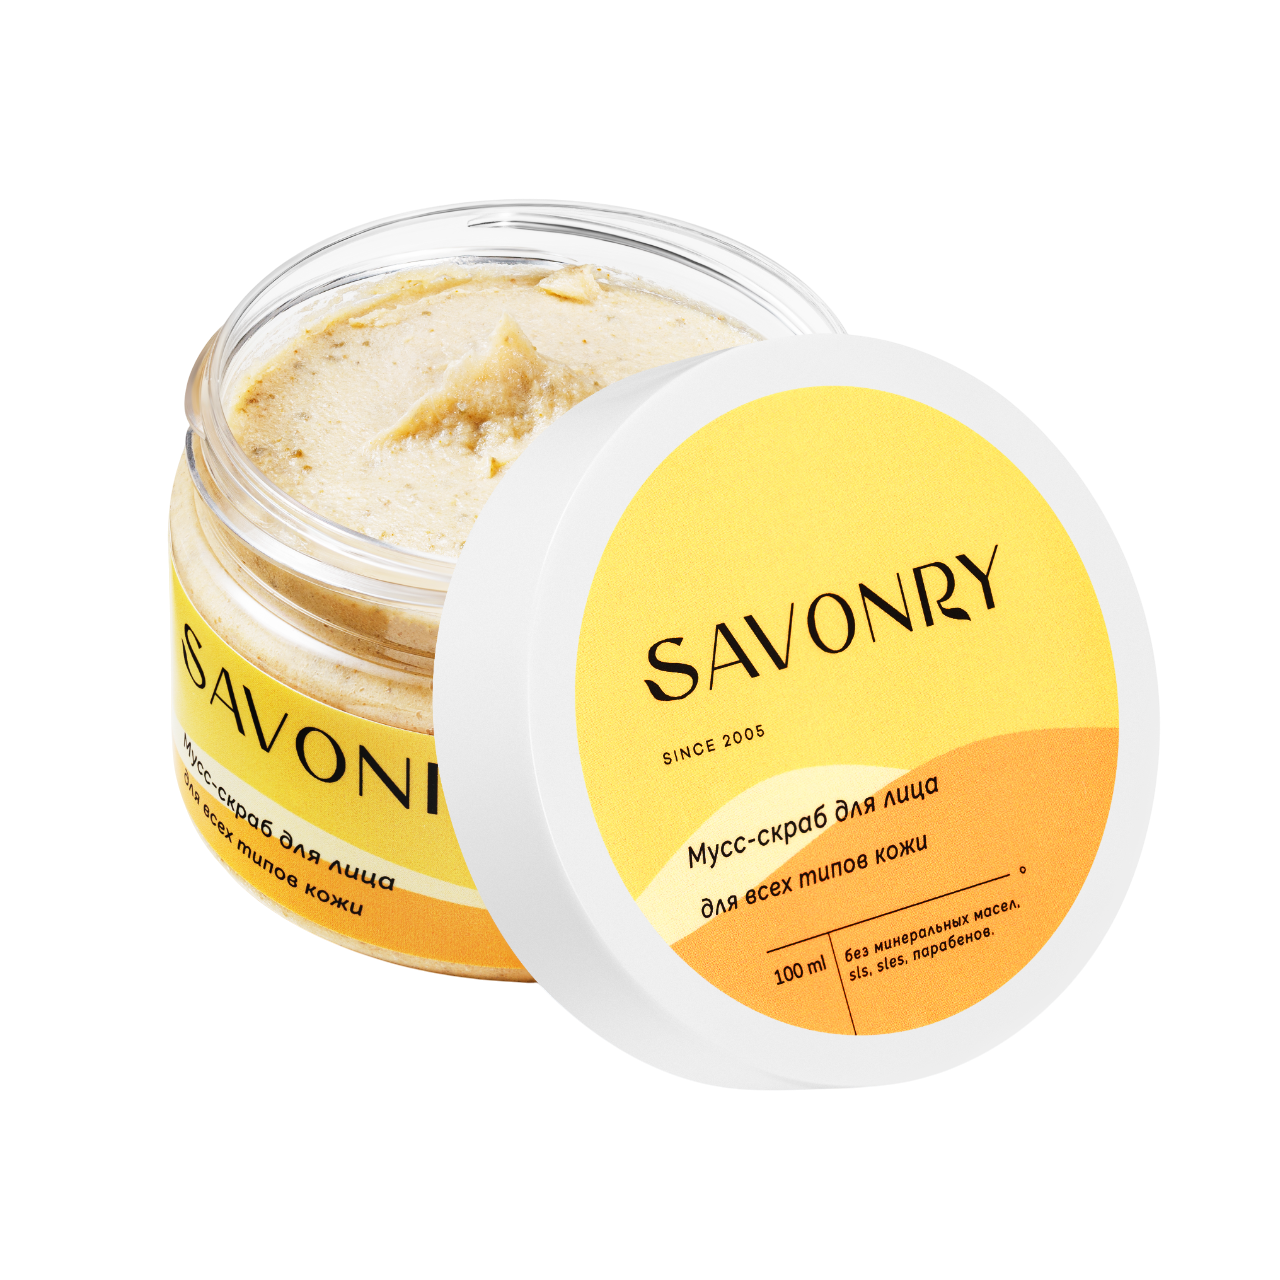 SAVONRY
SINCE 2005
Мусс-скраб для лица
для всех типов кожи
100 ml
без минеральных масел,
sls, sles, парабенов.
SAVON
Мусс-скраб для лица
для всех типов кожи